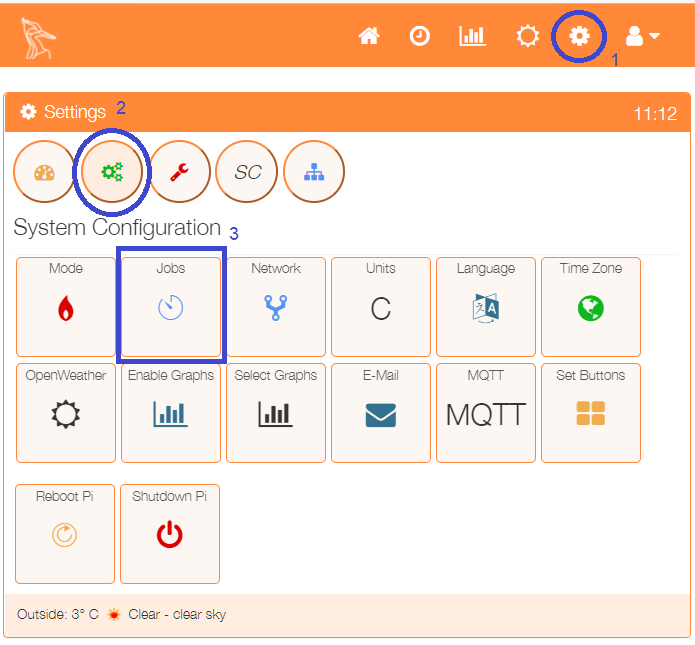 1
Settings 2 11:12
SC
System Configuration 3
Mode Jobs Network Units Language Time Zone
C A
OpenWeather Enable Graphs Select Graphs E-Mail MQTT Set Buttons
MQTT
Reboot Pi Shutdown Pi
Outside: 3° C Clear - clear sky